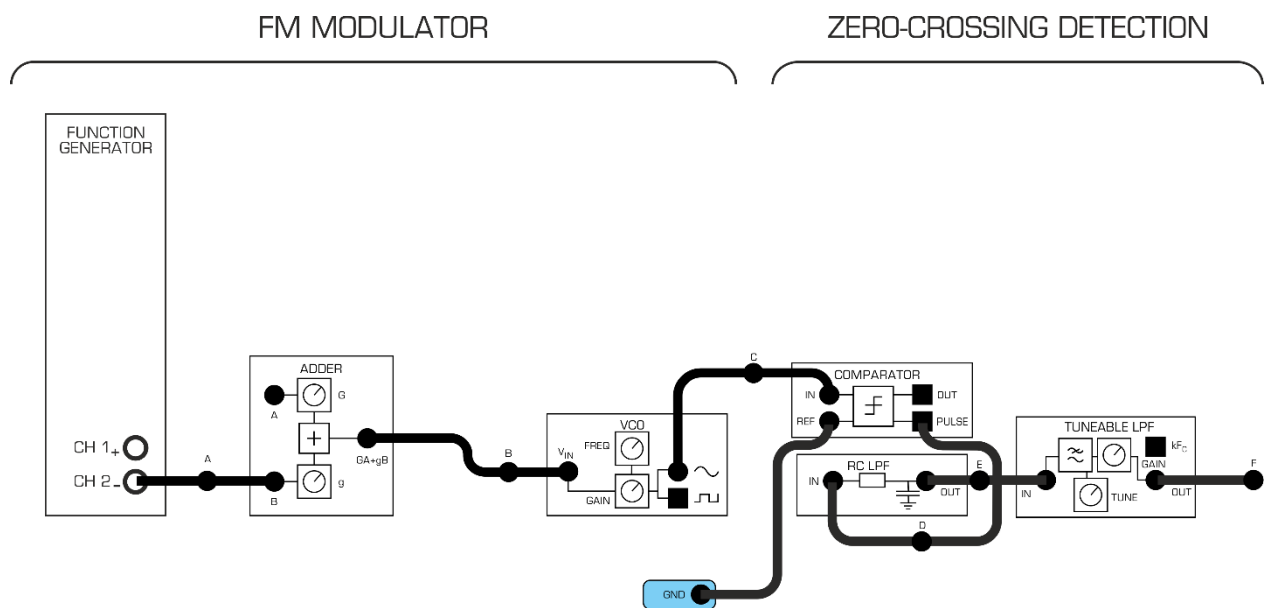 FM MODULATOR
ZERO-CROSSING DETECTION
FUNCTION
GENERATOR
CH 1+
CH 2-
A
ADDER
A
G
+
GA+gB
B
g
B
VCO
FREQ
VIN
GAIN
C
COMPARATOR
IN
OUT
REF
PULSE
RC LPF
IN
OUT
D
E
TUNEABLE LPF
kFC
GAIN
IN
TUNE
OUT
F
GND